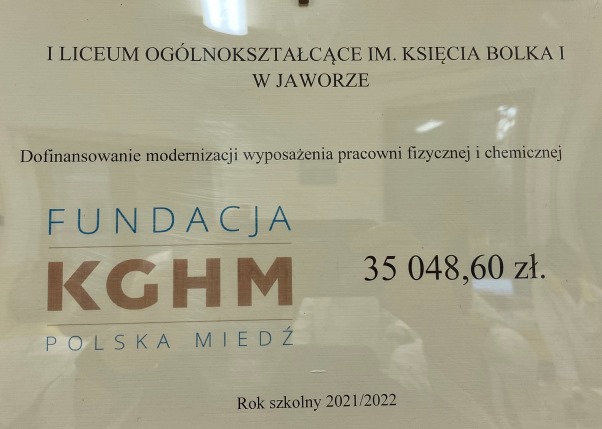 I LICEUM OGÓLNOKSZTAŁCĄCE IM. KSIĘCIA BOLKA I
W JAWORZE
Dofinansowanie modernizacji wyposażenia pracowni fizycznej i chemicznej
FUNDACJA
KGHM
POLSKA MIEDŹ
35 048,60 zł.
Rok szkolny 2021/2022